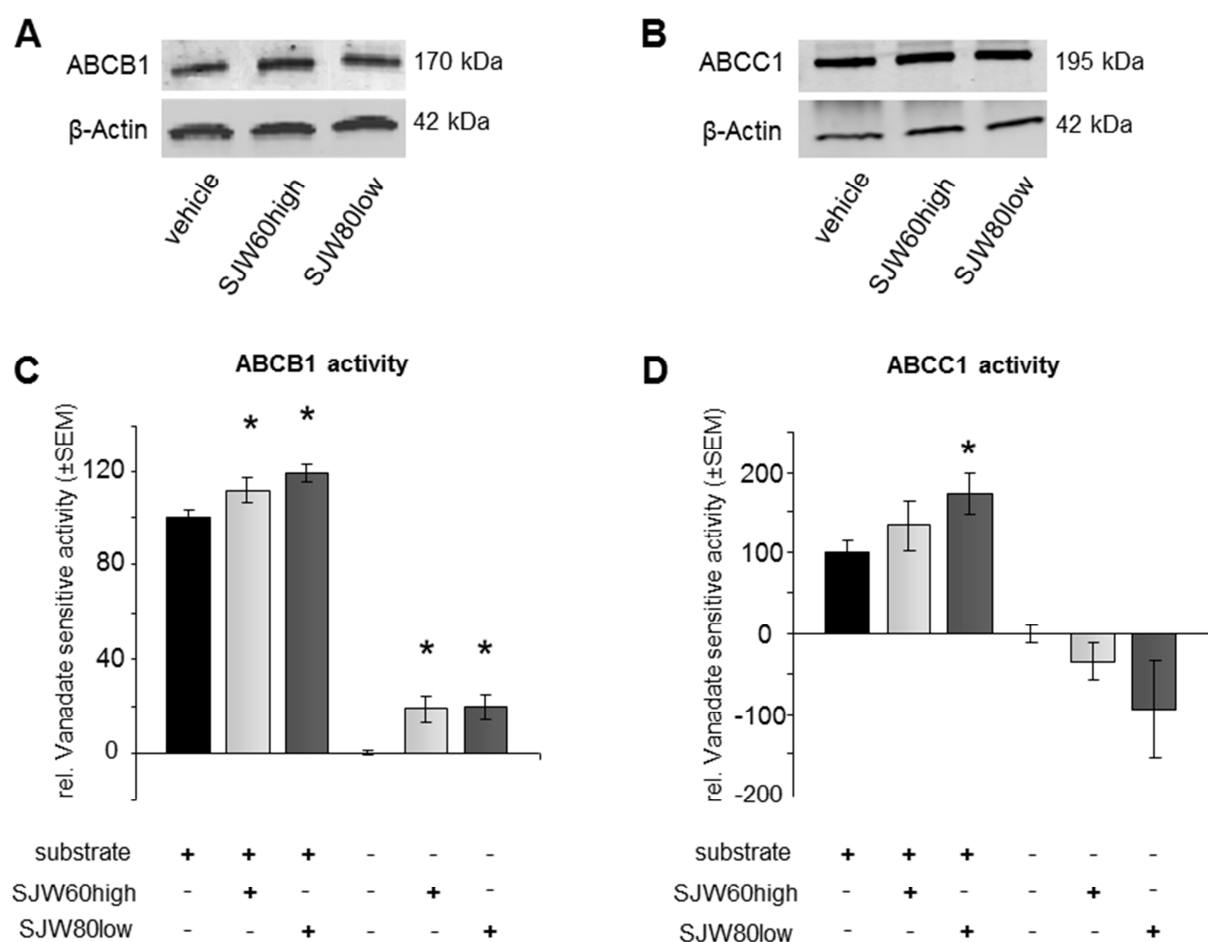 A
ABCB1
170 kDa
β-Actin
42 kDa
vehicle
SJW60high
SJW80low
B
ABCC1
195 kDa
β-Actin
42 kDa
vehicle
SJW60high
SJW80low
C
ABCB1 activity
rel. Vanadate sensitive activity (±SEM)
120
80
40
0
* * * *
substrate + + + - - -
SJW60high - + - - + -
SJW80low - - + - - +
D
ABCC1 activity
rel. Vanadate sensitive activity (±SEM)
200
100
0
-100
-200
*
substrate + + + - - -
SJW60high - + - - + -
SJW80low - - + - - +